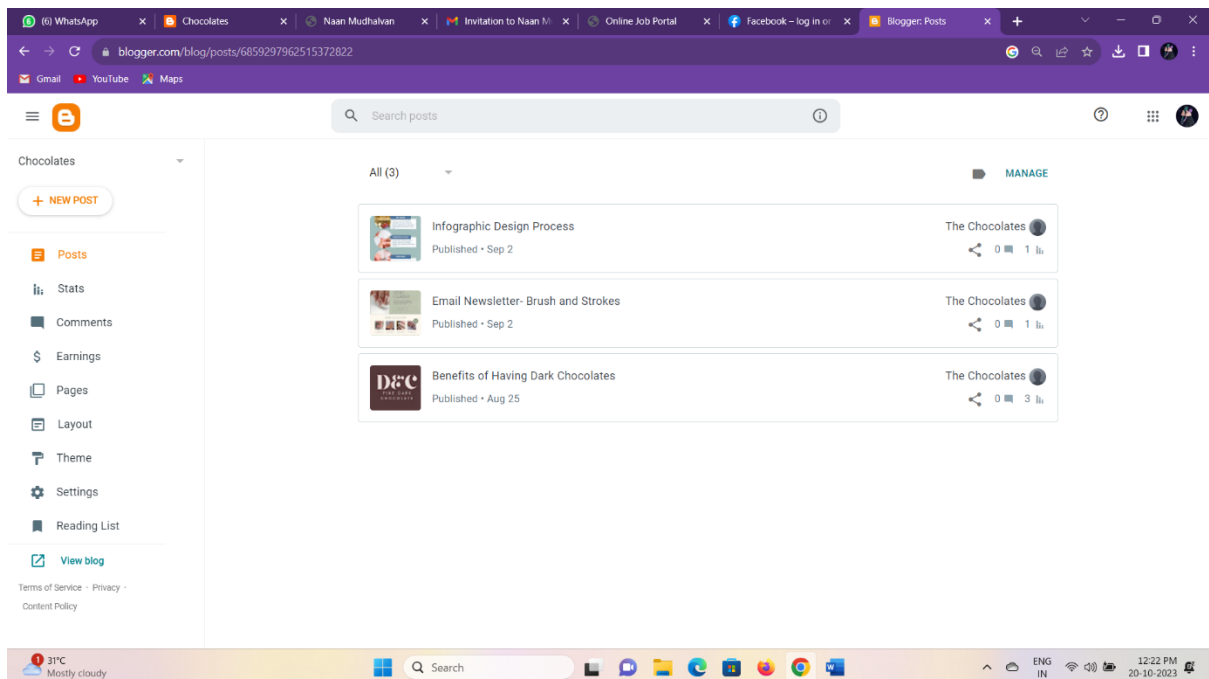 (6) WhatsApp
Chocolates
Naan Mudhalvan
Invitation to Naan M
Online Job Portal
Facebook – log in or
Blogger: Posts
blogger.com/blog/posts/6859297962515372822
Gmail
YouTube
Maps
Search posts
Chocolates
NEW POST
Posts
Stats
Comments
Earnings
Pages
Layout
Theme
Settings
Reading List
View blog
Terms of Service · Privacy ·
Content Policy
All (3)
MANAGE
Infographic Design Process
The Chocolates
Published • Sep 2
0 1
Email Newsletter- Brush and Strokes
The Chocolates
Published • Sep 2
0 1
D&C
FINE DARK
CHOCOLATE
Benefits of Having Dark Chocolates
The Chocolates
Published • Aug 25
0 3
1
31°C
Mostly cloudy
Search
ENG
IN
12:22 PM
20-10-2023